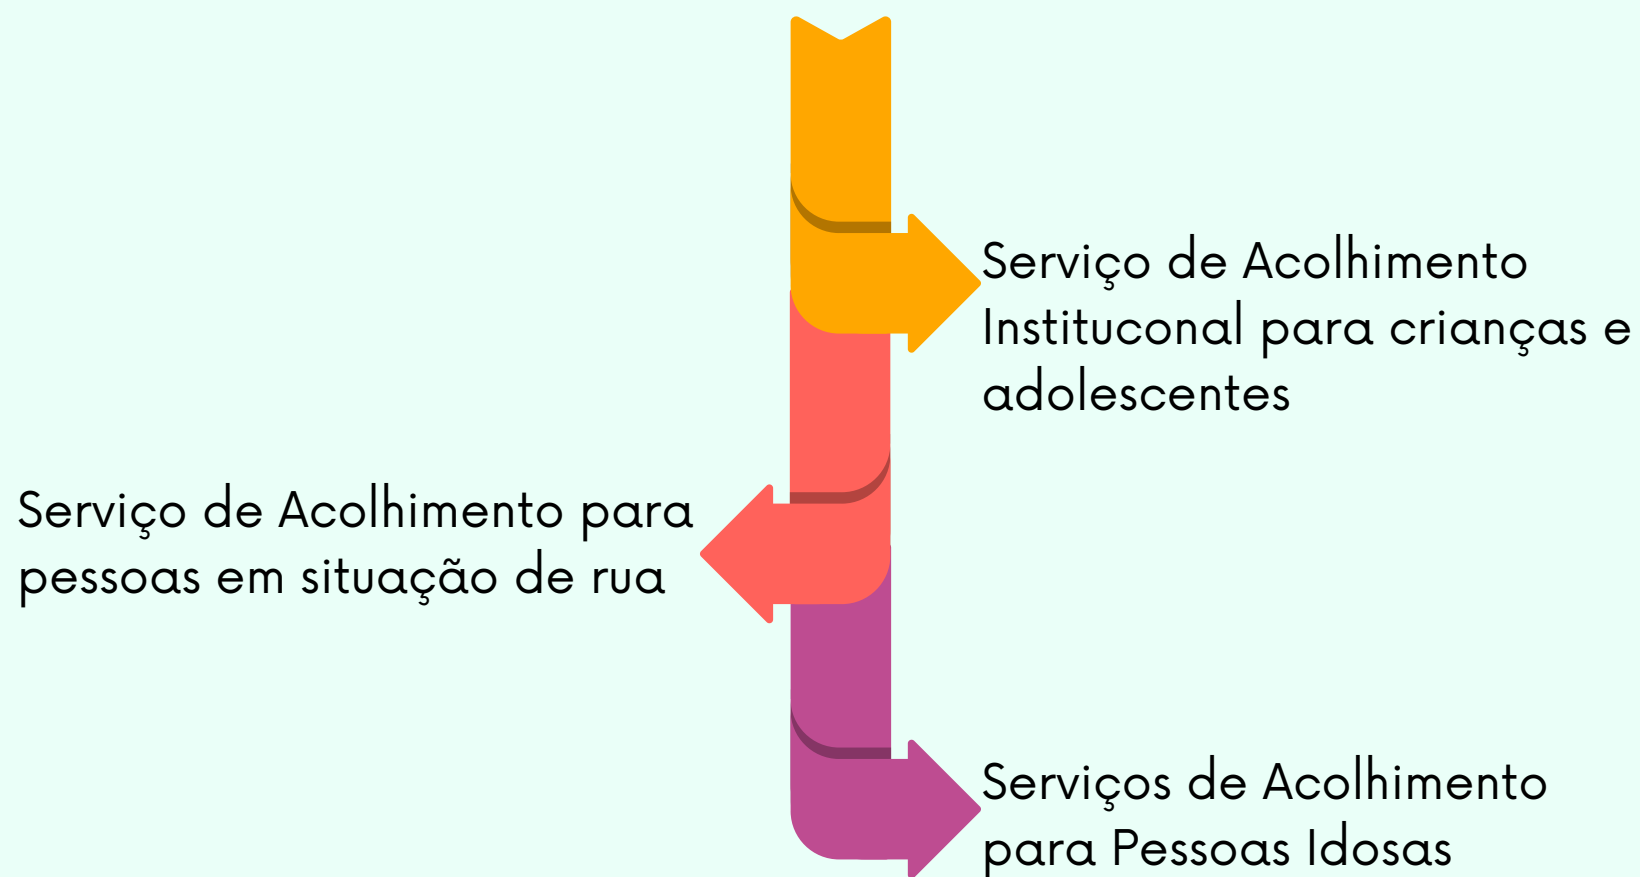 Serviço de Acolhimento
Instituconal para crianças e
adolescentes
Serviço de Acolhimento para
pessoas em situação de rua
Serviços de Acolhimento
para Pessoas Idosas